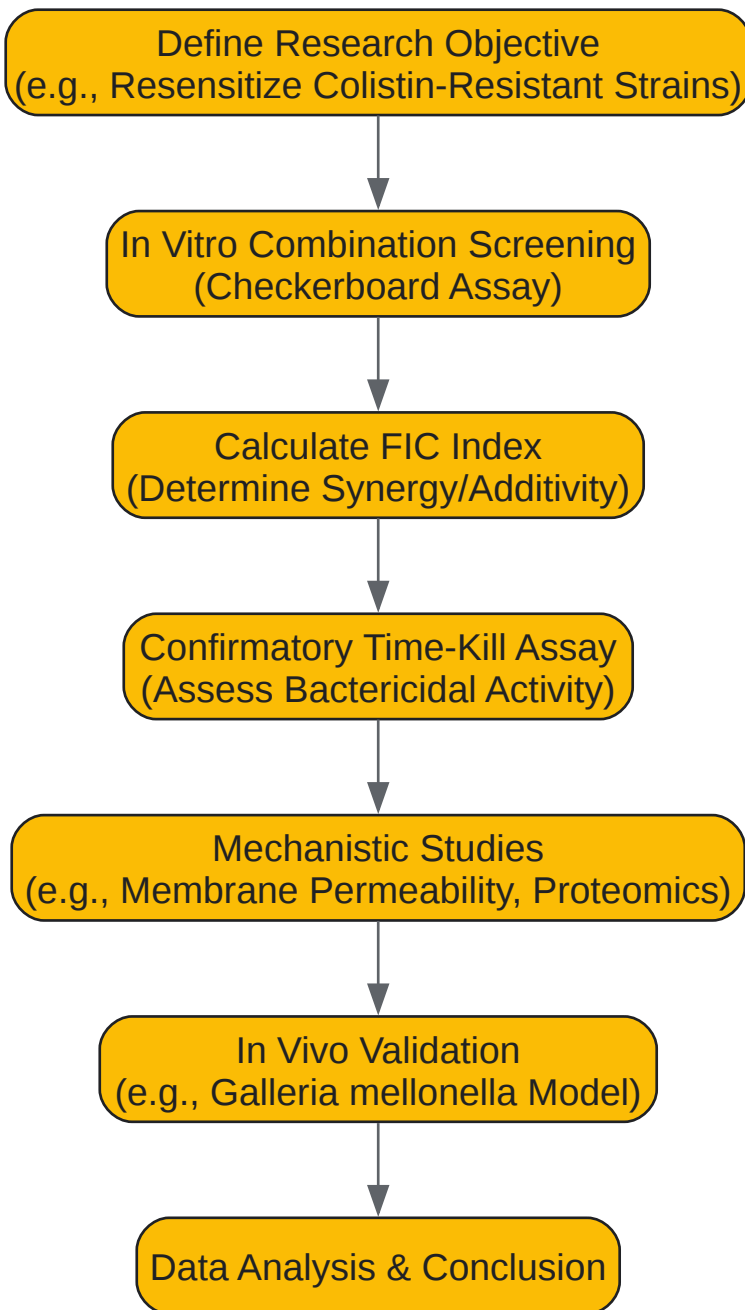 Define Research Objective
(e.g., Resensitize Colistin-Resistant Strains)
In Vitro Combination Screening
(Checkerboard Assay)
Calculate FIC Index
(Determine Synergy/Additivity)
Confirmatory Time-Kill Assay
(Assess Bactericidal Activity)
Mechanistic Studies
(e.g., Membrane Permeability, Proteomics)
In Vivo Validation
(e.g., Galleria mellonella Model)
Data Analysis & Conclusion